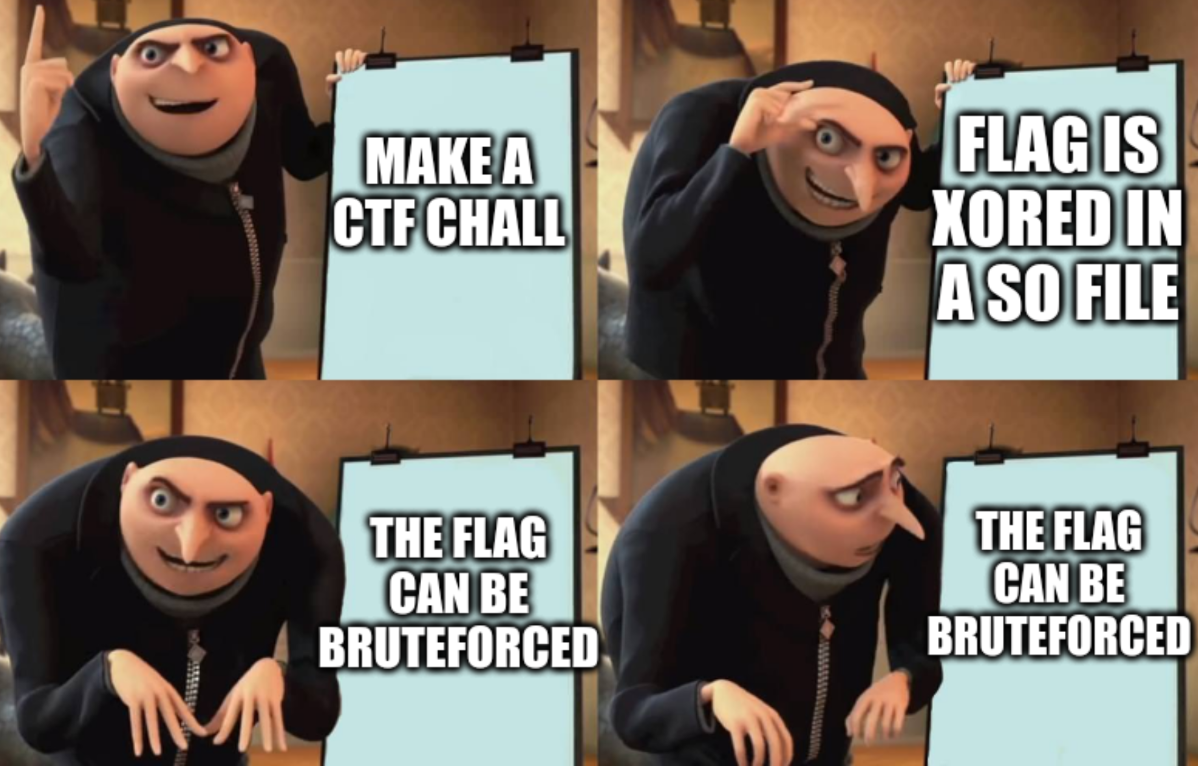 MAKE A
CTF CHALL
FLAG IS
XORED IN
A SO FILE
THE FLAG
CAN BE
BRUTEFORCED
THE FLAG
CAN BE
BRUTEFORCED